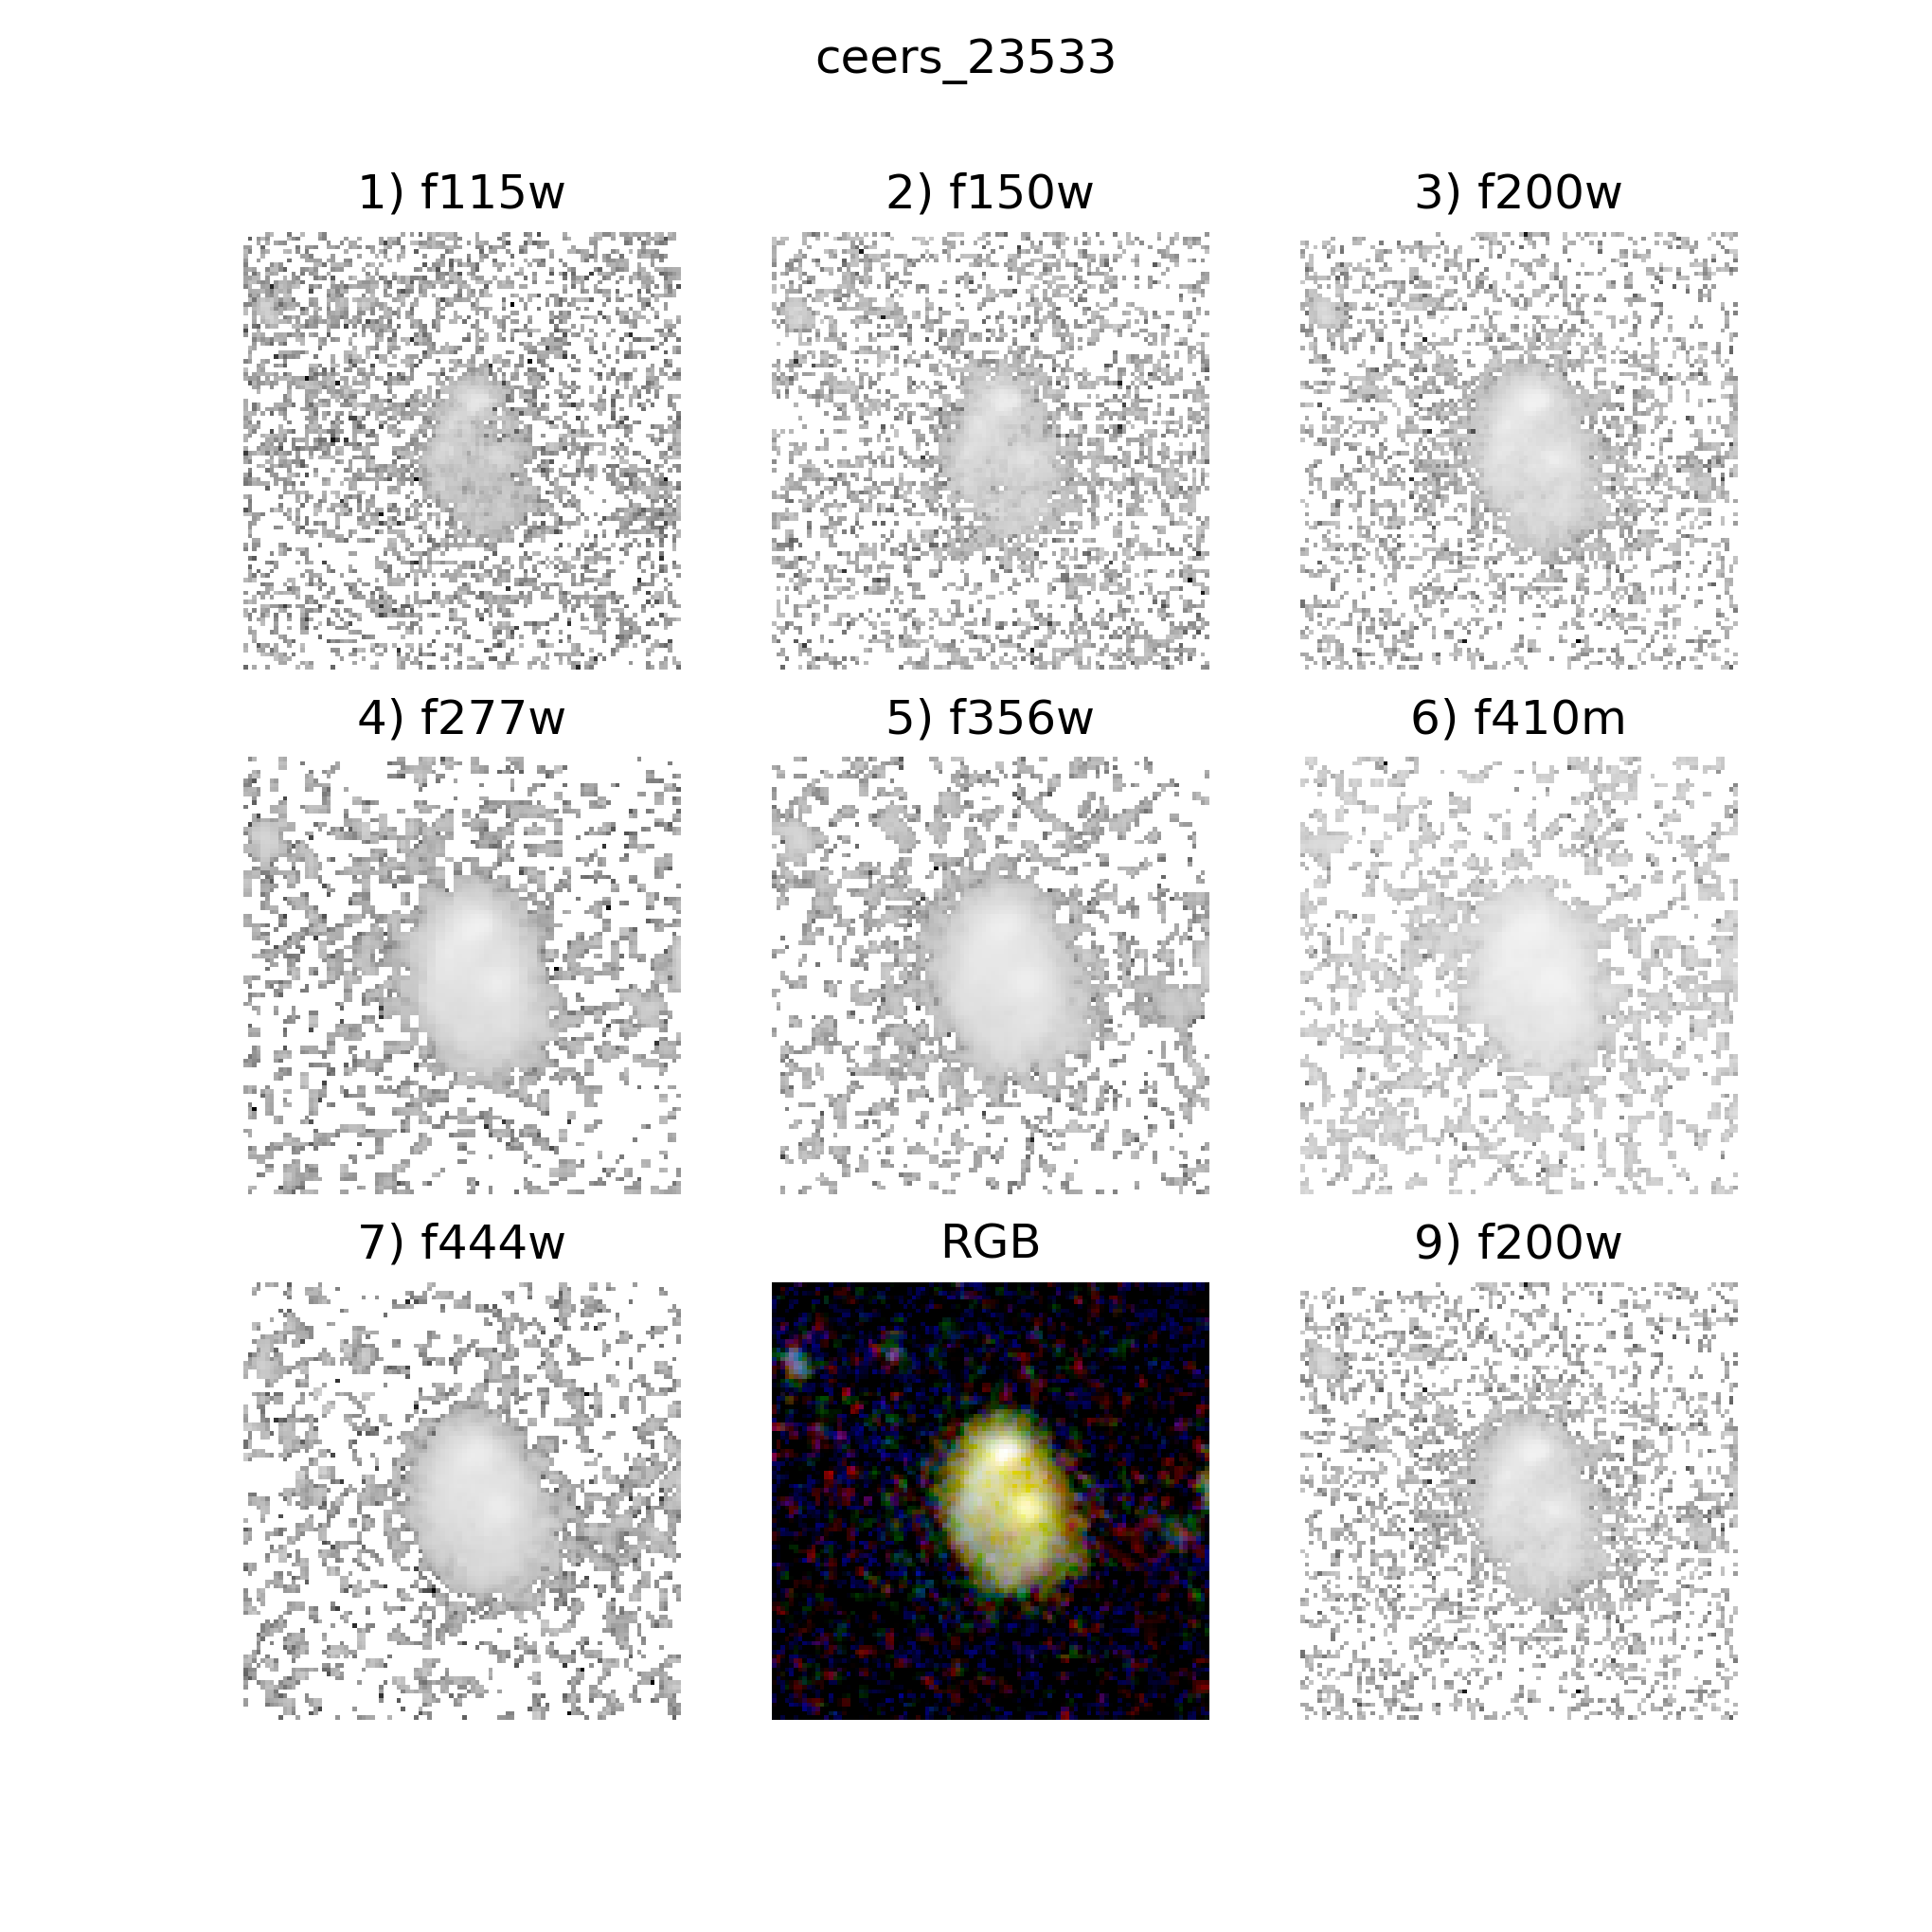 ceers_23533
1) f115w
2) f150w
3) f200w
4) f277w
5) f356w
6) f410m
7) f444w
RGB
9) f200w